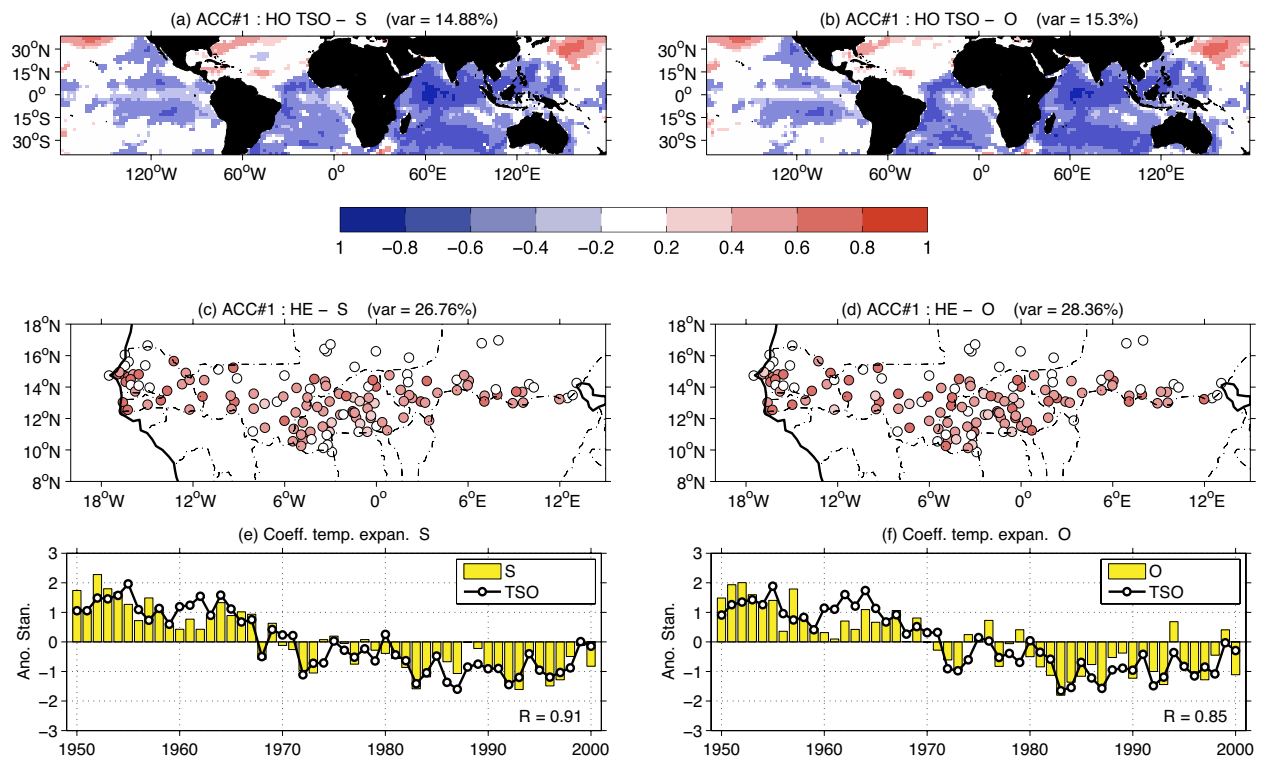 (a) ACC#1 : HO TSO − S (var = 14.88%)
(b) ACC#1 : HO TSO − O (var = 15.3%)
30°N
15°N
0°
15°S
30°S
120°W 60°W 0° 60°E 120°E
30°N
15°N
0°
15°S
30°S
120°W 60°W 0° 60°E 120°E
1 −0.8 −0.6 −0.4 −0.2 0.2 0.4 0.6 0.8 1
(c) ACC#1 : HE − S (var = 26.76%)
18°N
16°N
14°N
12°N
10°N
8°N
18°W 12°W 6°W 0° 6°E 12°E
(d) ACC#1 : HE − O (var = 28.36%)
18°N
16°N
14°N
12°N
10°N
8°N
18°W 12°W 6°W 0° 6°E 12°E
(e) Coeff. temp. expan. S
Ano. Stan.
3
2
1
0
−1
−2
−3
S
TSO
R = 0.91
1950 1960 1970 1980 1990 2000
(f) Coeff. temp. expan. O
Ano. Stan.
3
2
1
0
−1
−2
−3
O
TSO
R = 0.85
1950 1960 1970 1980 1990 2000